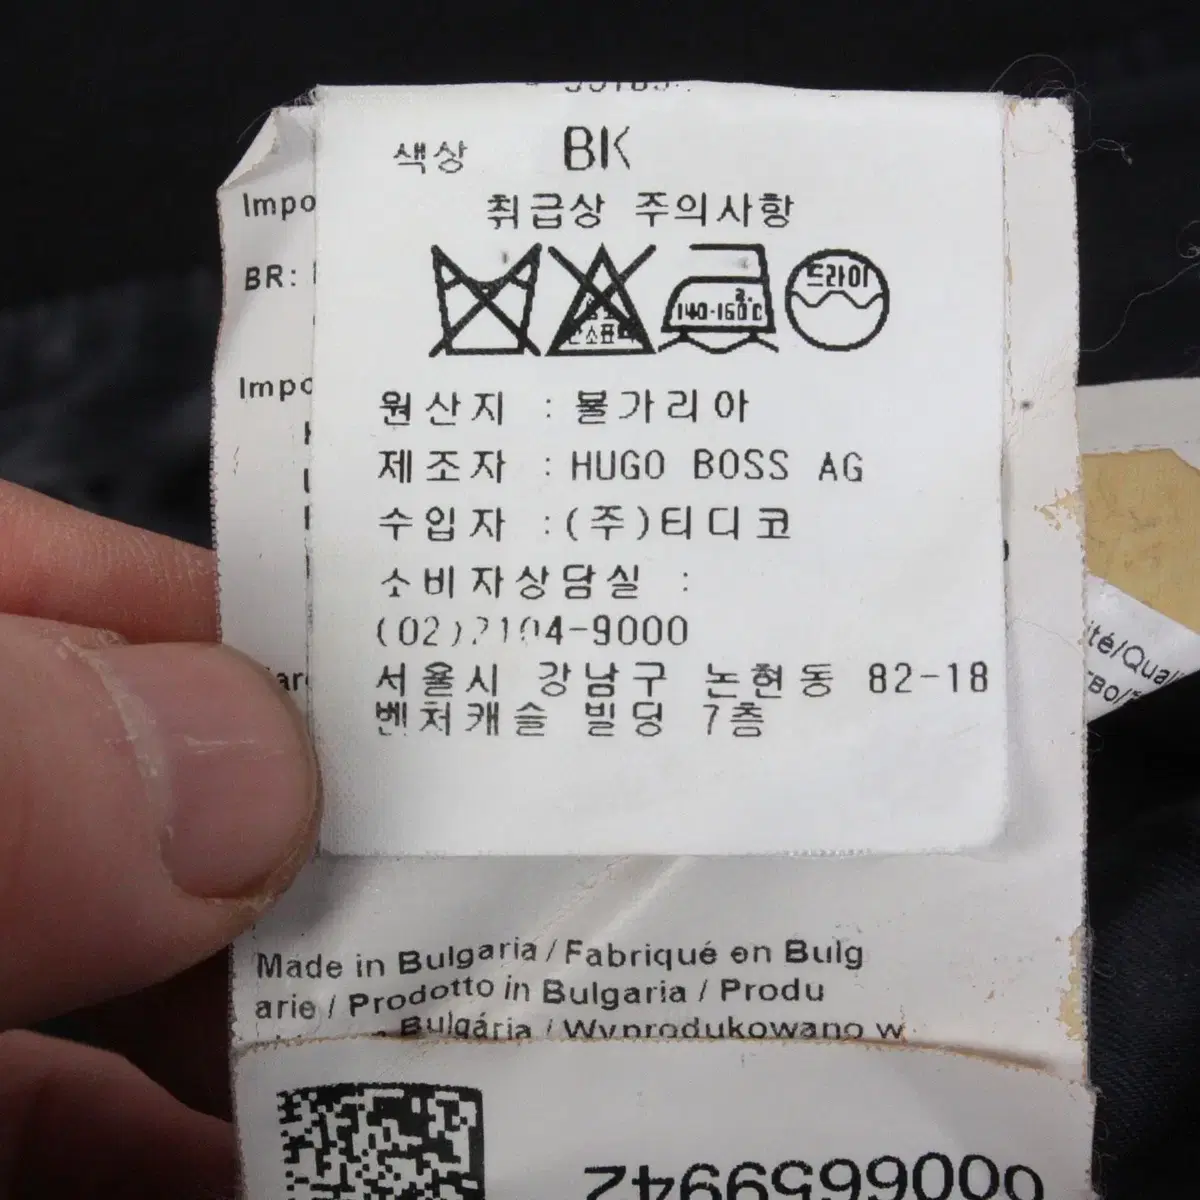 색상 BK
취급상 주의사항
드라이
140-160℃
원산지 : 불가리아
제조자 : HUGO BOSS AG
수입자 : (주)티디코
소비자상담실 :
(02)2104-9000
서울시 강남구 논현동 82-18
벤처캐슬 빌딩 7층
Impo
BR:
Impo
ité/Qual
Made in Bulgaria / Fabriqué en Bulg
arie / Prodotto in Bulgaria / Produ
Bulgária / Wyprodukowano w
0006659942